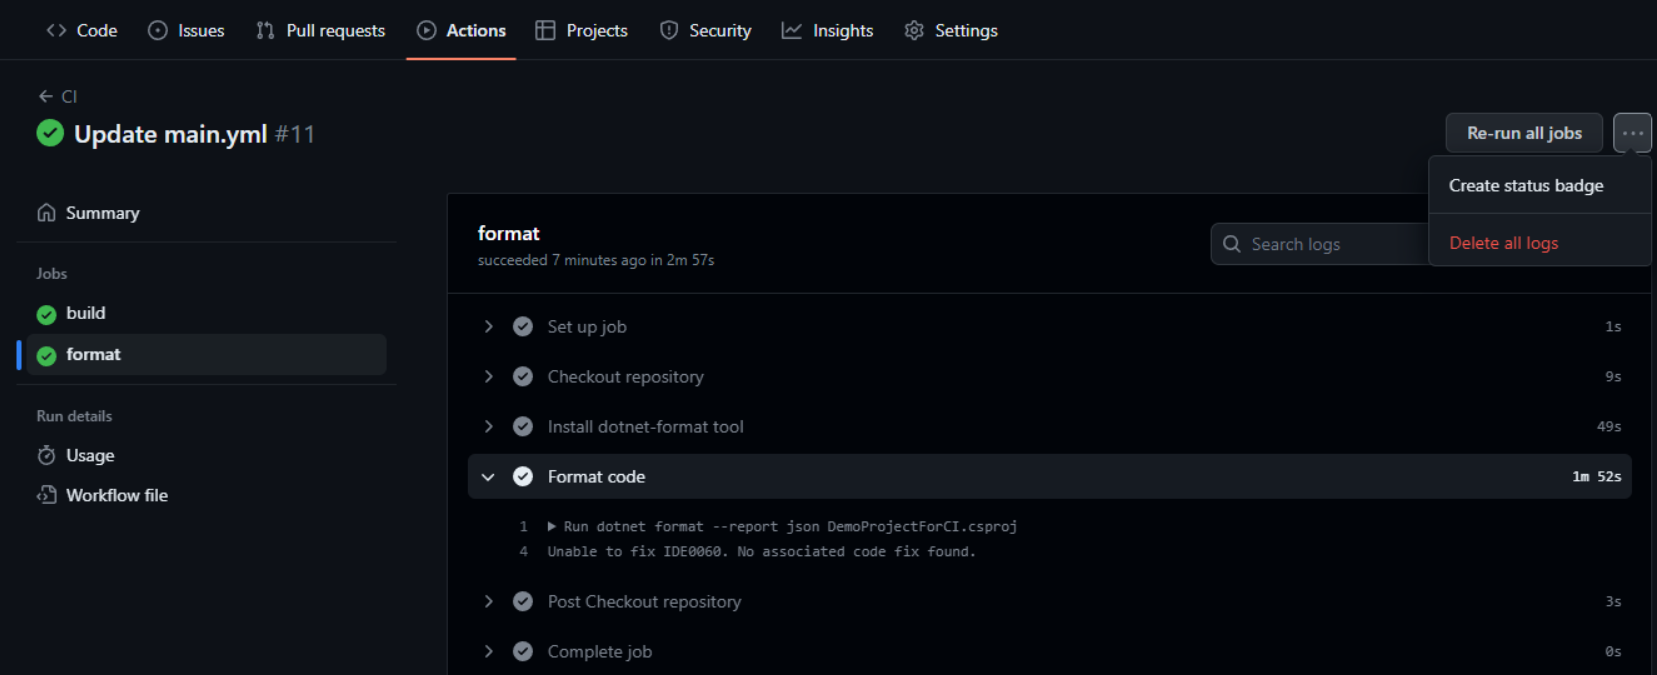 Code Issues Pull requests Actions Projects Security Insights Settings
← CI
Update main.yml #11
Re-run all jobs ···
Create status badge
Delete all logs
Summary
Jobs
build
format
Run details
Usage
Workflow file
format
succeeded 7 minutes ago in 2m 57s
Search logs
Set up job 1s
Checkout repository 9s
Install dotnet-format tool 49s
Format code 1m 52s
1 ▶ Run dotnet format --report json DemoProjectForCI.csproj
4 Unable to fix IDE0060. No associated code fix found.
Post Checkout repository 3s
Complete job 0s